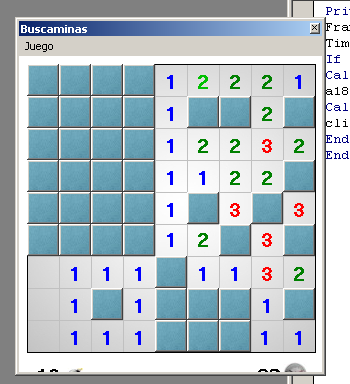 Buscaminas
Juego
1 2 2 2 1
1 2
1 2 2 3 2
1 1 2 2
1 3 3
1 2 3
1 1 1 1 1 3 2
1 1 1
1 1 1 1 1
Fra
Tim
If
Cal
a18
Cal
cli
End
End